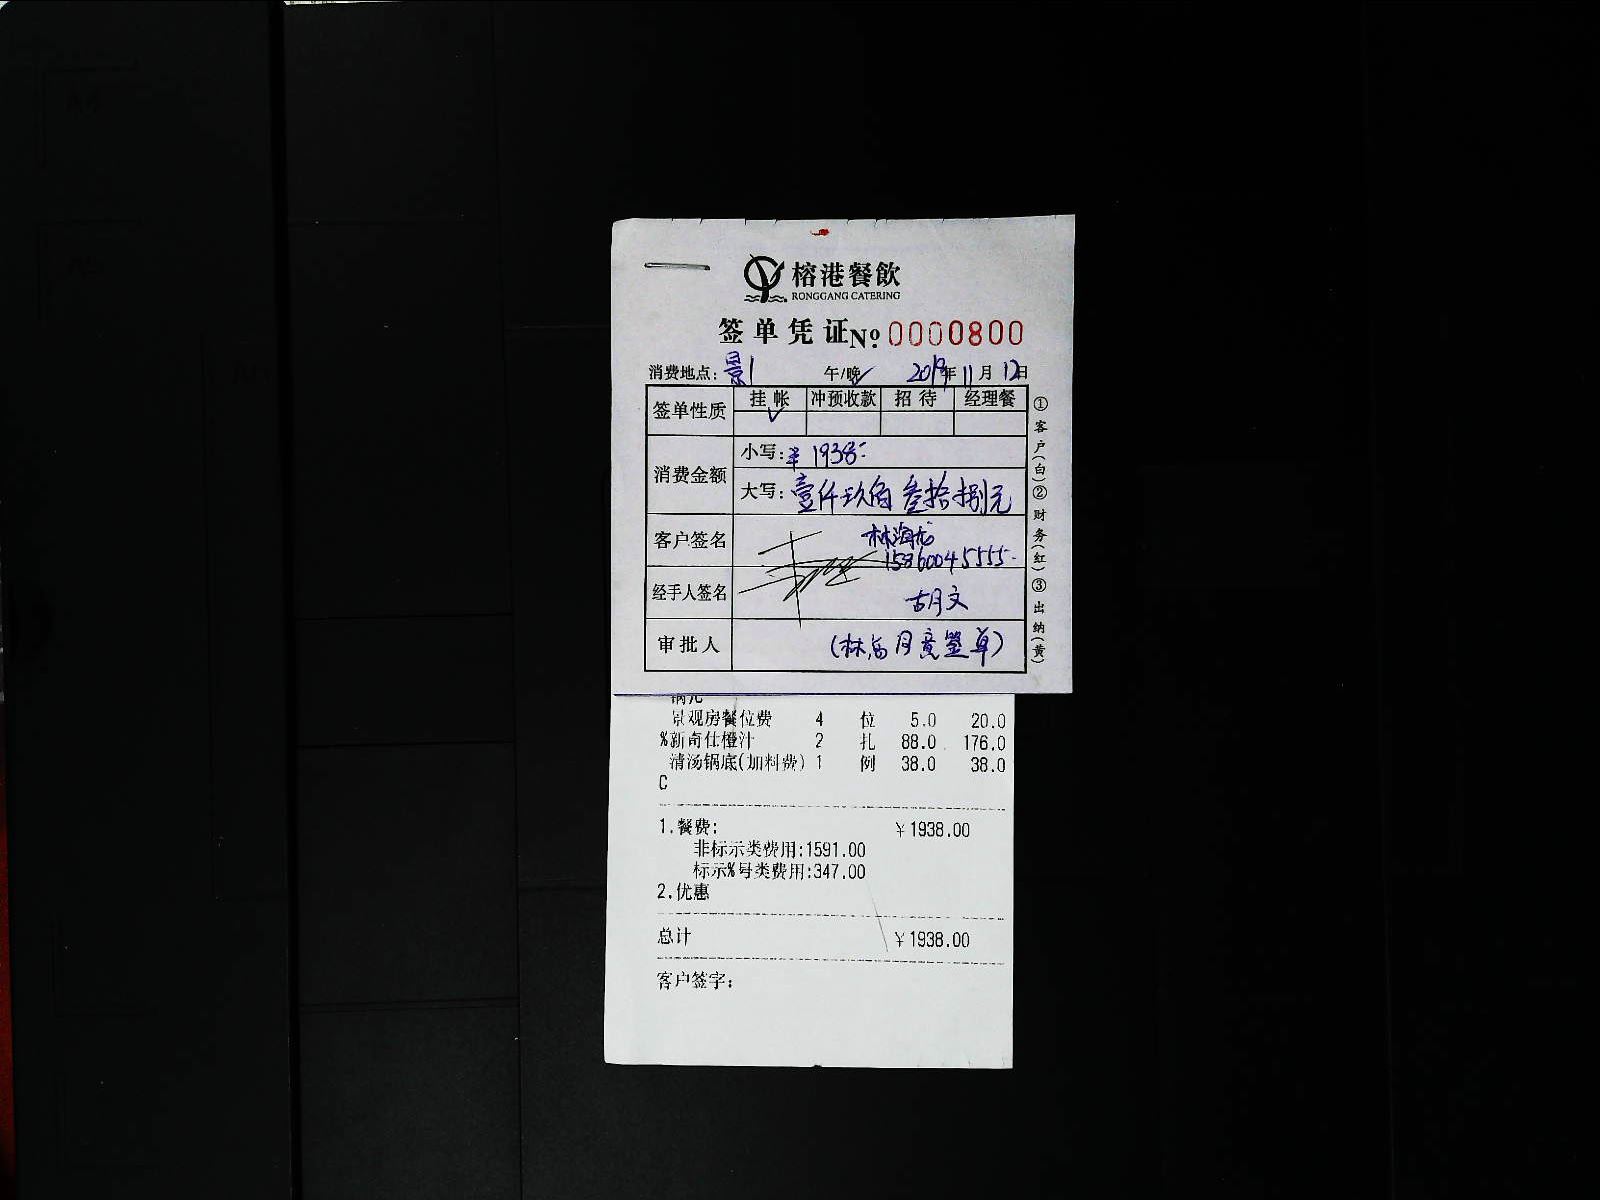 榕港餐飲
RONGGANG CATERING
签单凭证 №0000800
消费地点:景1 午/晚✓ 2019年11月12日
签单性质 挂帐 冲预收款 招待 经理餐
✓
消费金额 小写:¥1938-
大写:壹仟玖佰叁拾捌元
客户签名 林海
15860045555-
经手人签名 胡文
审批人 (林 月 签单)
①客户(白)②财务(红)③出纳(黄)
景观房餐位费 4 位 5.0 20.0
%新奇仕橙汁 2 扎 88.0 176.0
清汤锅底(加料费) 1 例 38.0 38.0
C
1.餐费: ¥1938.00
非标示类费用:1591.00
标示%号类费用:347.00
2.优惠
总计 ¥1938.00
客户签字: